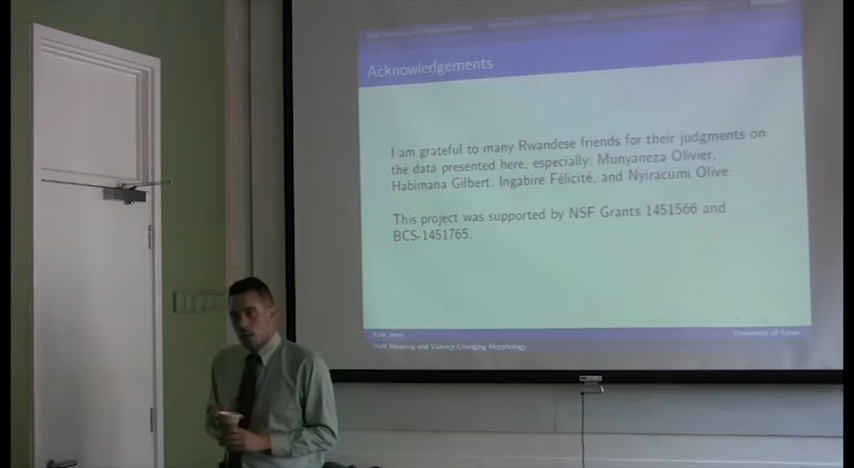 Acknowledgements
I am grateful to many Rwandese friends for their judgments on
the data presented here, especially: Munyaneza Olivier,
Habimana Gilbert, Ingabire Félicité, and Nyiracumi Olive.
This project was supported by NSF Grants 1451566 and
BCS-1451765.
University of Essex
Verb Meaning and Valency-Changing Morphology